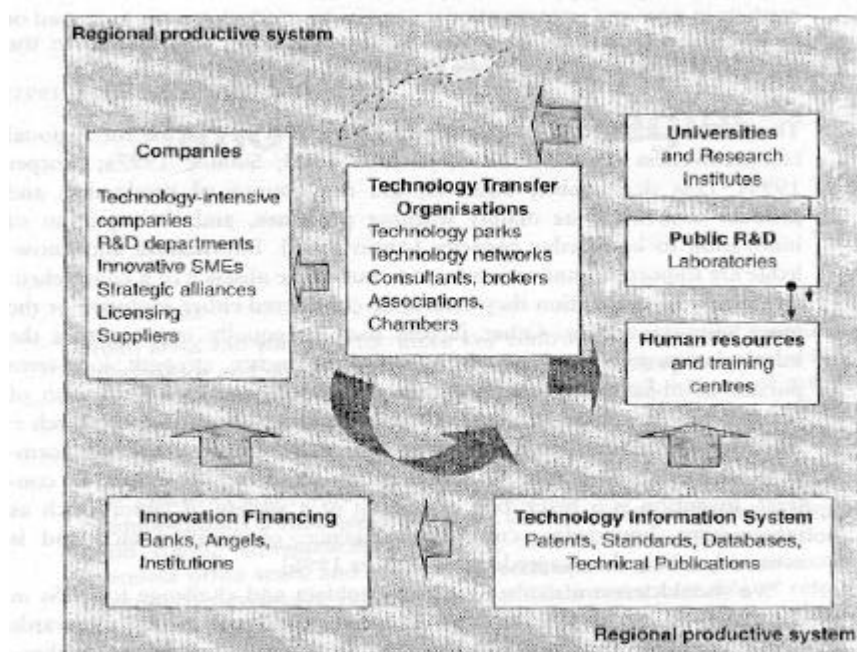 Regional productive system
Companies
Technology-intensive
companies
R&D departments
Innovative SMEs
Strategic alliances
Licensing
Suppliers
Technology Transfer
Organisations
Technology parks
Technology networks
Consultants, brokers
Associations,
Chambers
Universities
and Research
Institutes
Public R&D
Laboratories
Human resources
and training
centres
Innovation Financing
Banks, Angels,
Institutions
Technology Information System
Patents, Standards, Databases,
Technical Publications
Regional productive system